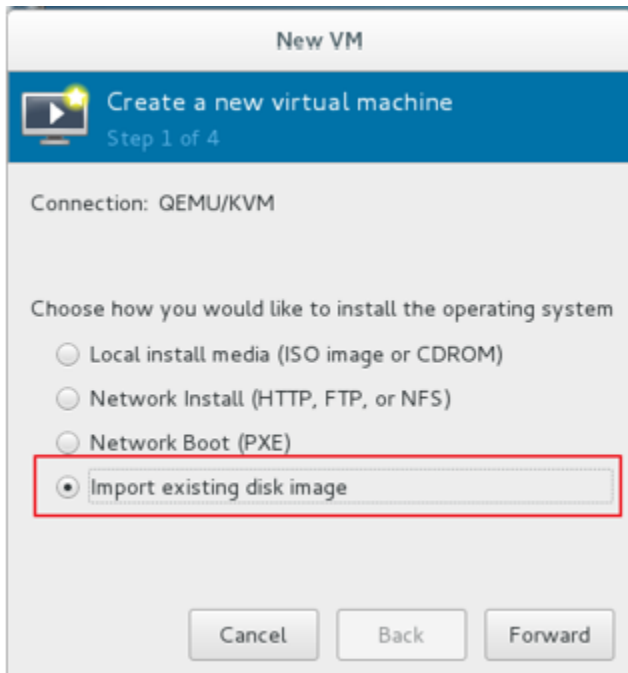 New VM
Create a new virtual machine
Step 1 of 4
Connection: QEMU/KVM
Choose how you would like to install the operating system
Local install media (ISO image or CDROM)
Network Install (HTTP, FTP, or NFS)
Network Boot (PXE)
Import existing disk image
Cancel Back Forward